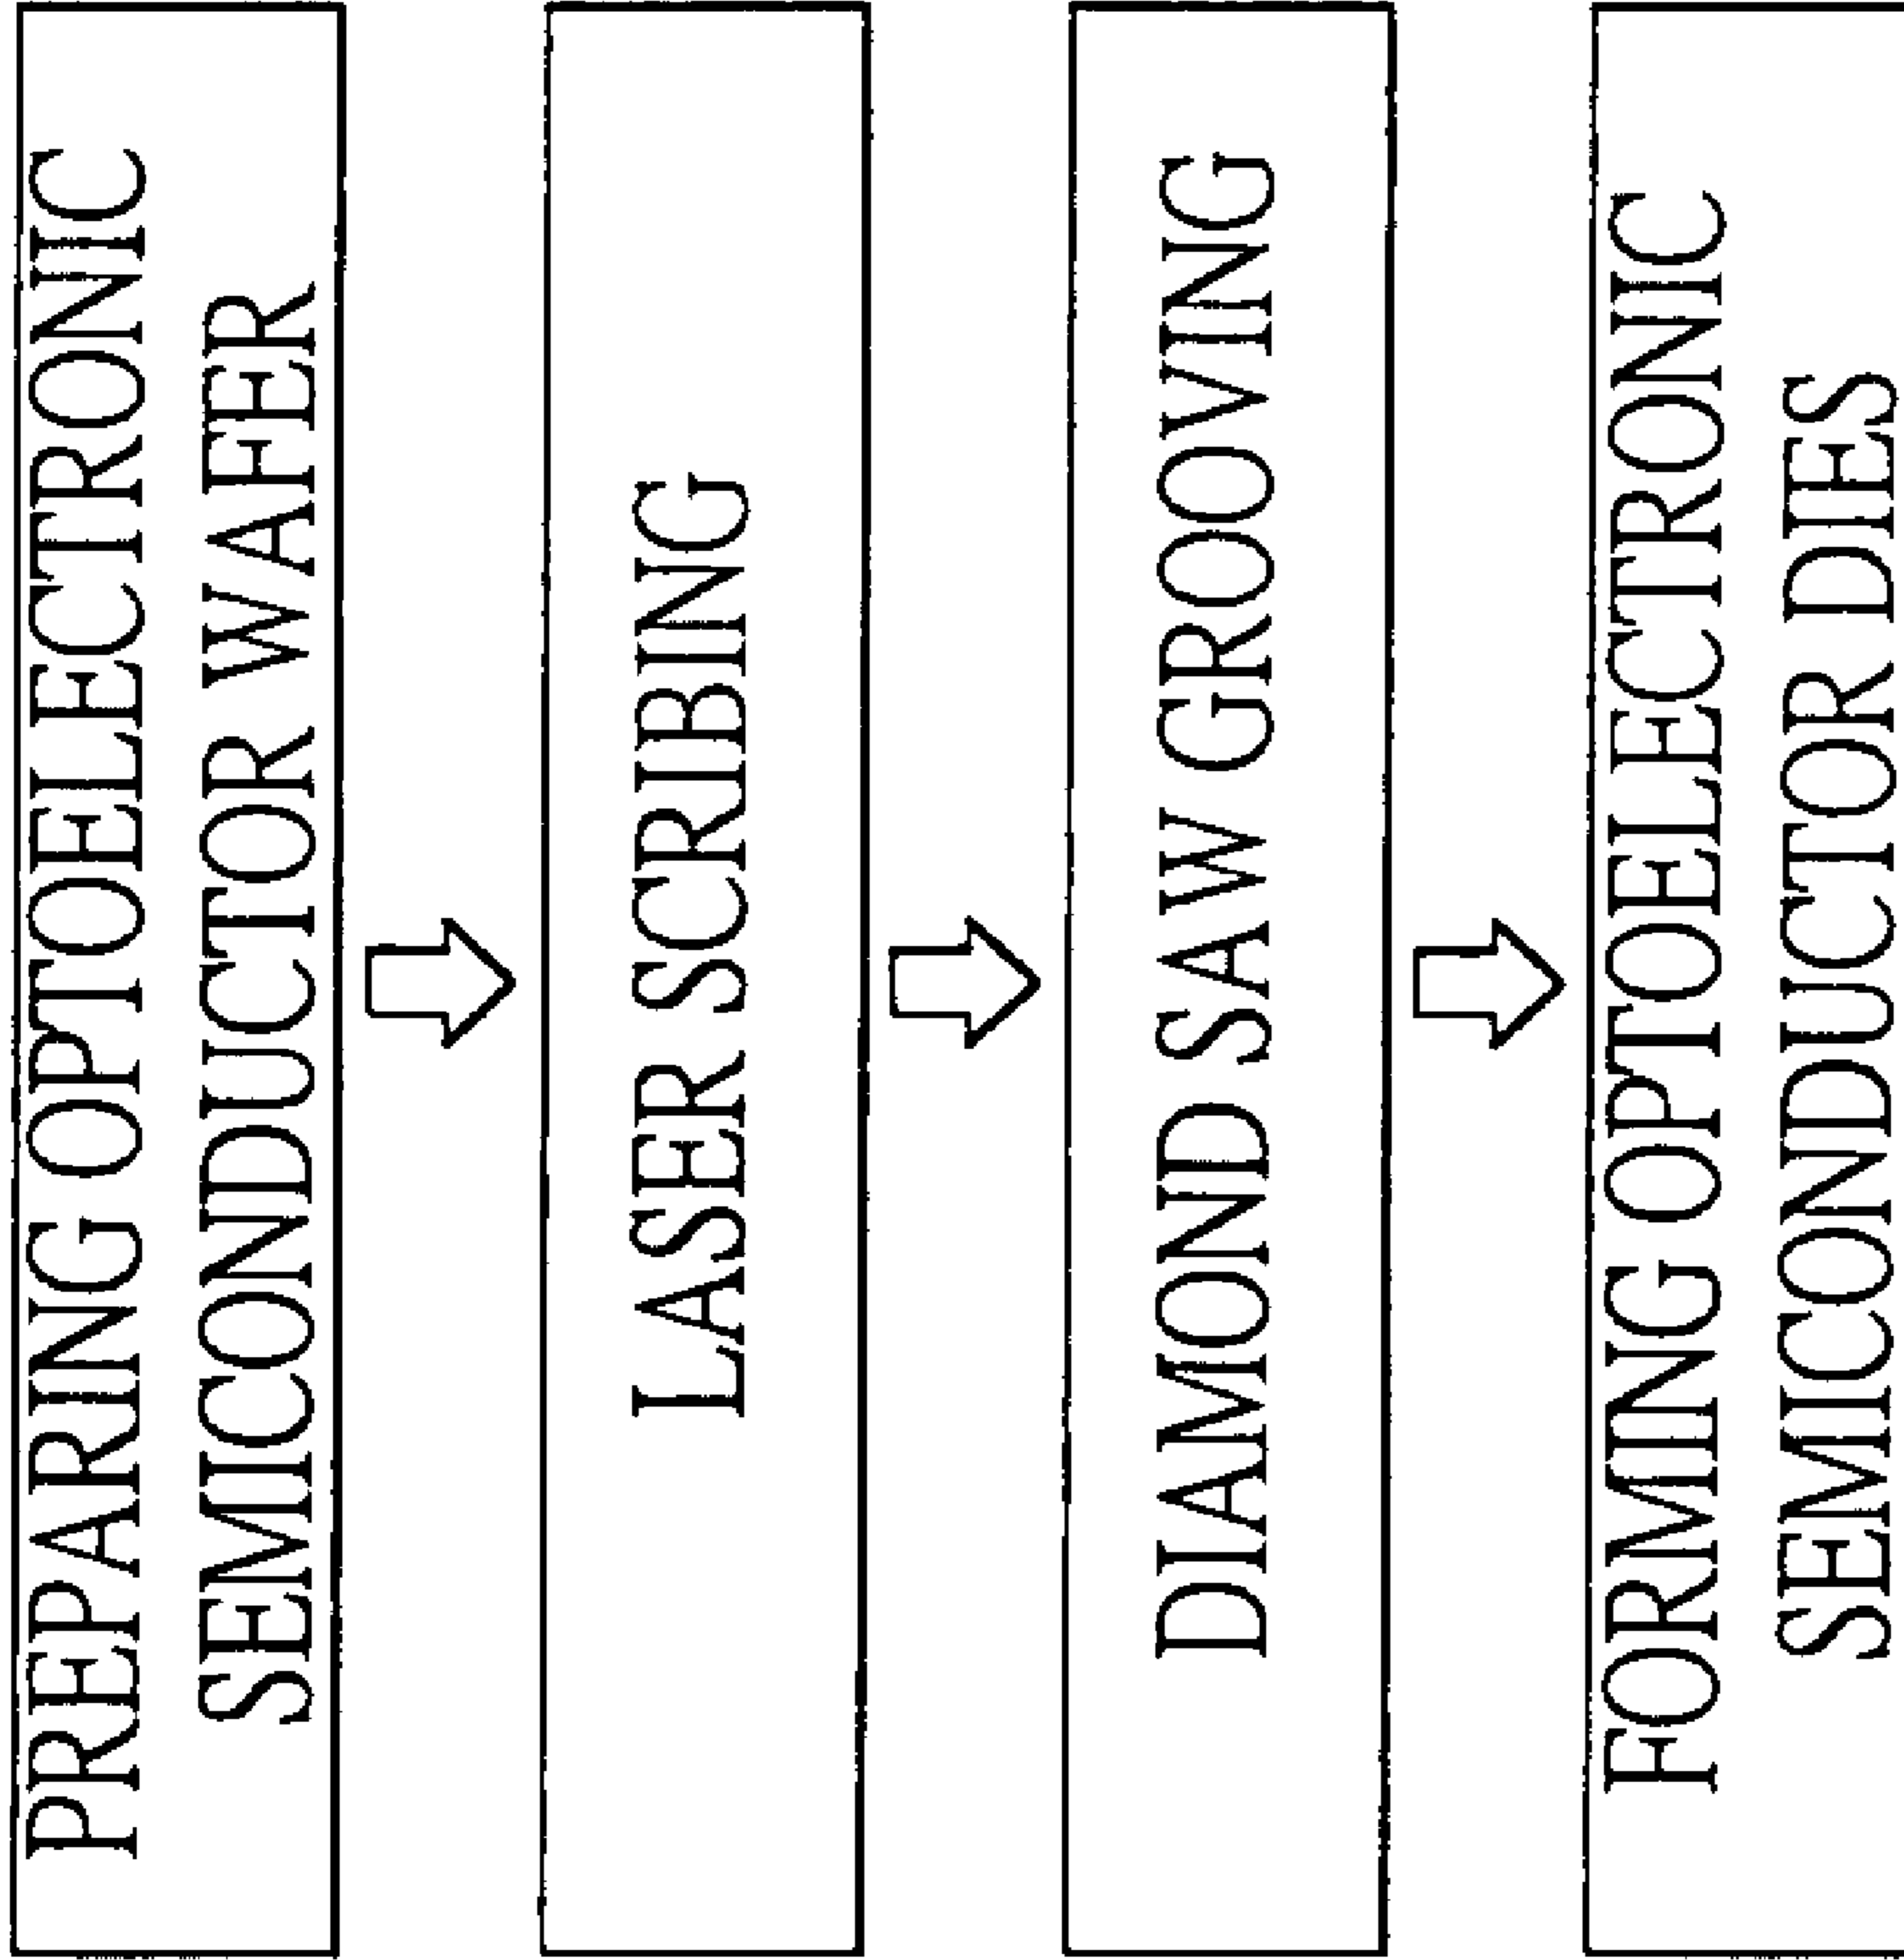 PREPARING OPTOELECTRONIC
SEMICONDUCTOR WAFER
LASER SCRIBING
DIAMOND SAW GROOVING
FORMING OPTOELECTRONIC
SEMICONDUCTOR DIES